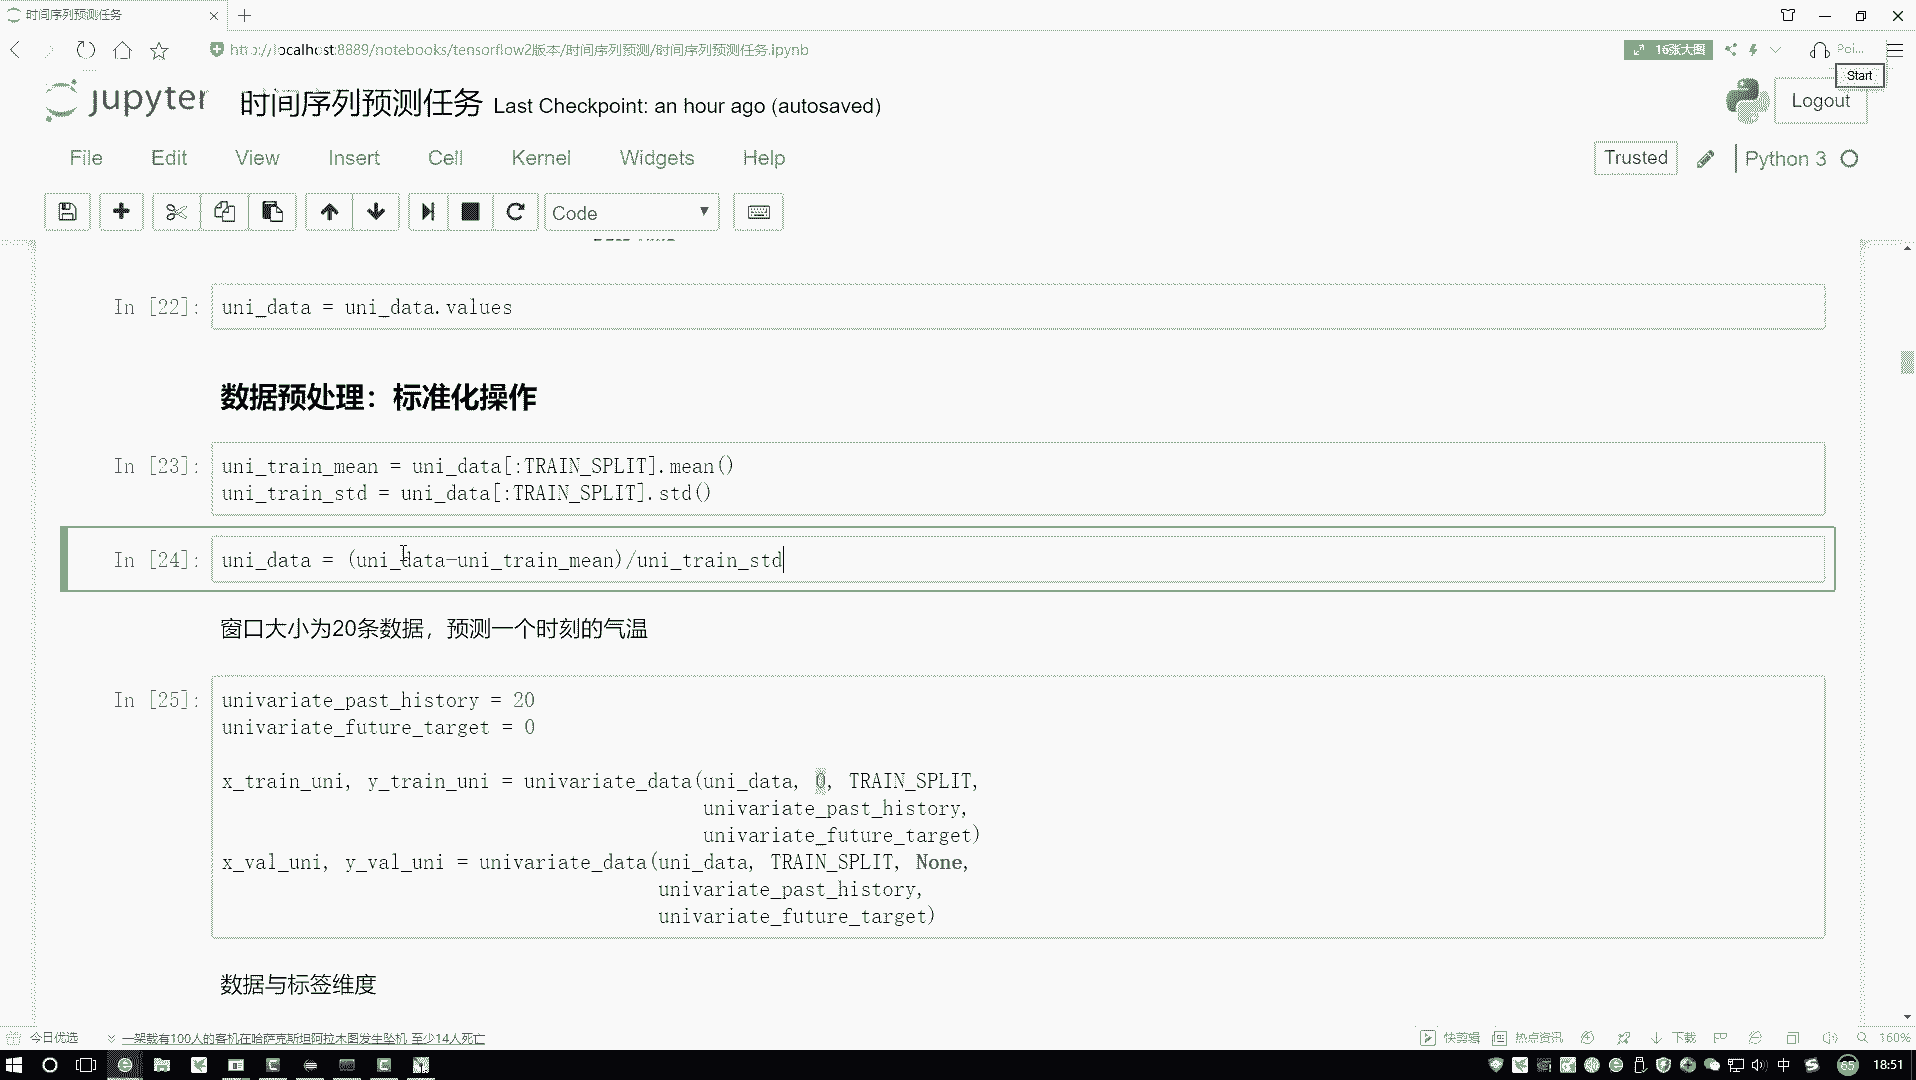 时间序列预测任务
http://localhost:8889/notebooks/tensorflow2版本/时间序列预测/时间序列预测任务.ipynb
16张大图
Poi...
Start
jupyter 时间序列预测任务 Last Checkpoint: an hour ago (autosaved)
Logout
File Edit View Insert Cell Kernel Widgets Help
Trusted
Python 3
Code
In [22]: uni_data = uni_data.values
数据预处理：标准化操作
In [23]: uni_train_mean = uni_data[:TRAIN_SPLIT].mean()
uni_train_std = uni_data[:TRAIN_SPLIT].std()
In [24]: uni_data = (uni_data-uni_train_mean)/uni_train_std
窗口大小为20条数据，预测一个时刻的气温
In [25]: univariate_past_history = 20
univariate_future_target = 0
x_train_uni, y_train_uni = univariate_data(uni_data, 0, TRAIN_SPLIT,
univariate_past_history,
univariate_future_target)
x_val_uni, y_val_uni = univariate_data(uni_data, TRAIN_SPLIT, None,
univariate_past_history,
univariate_future_target)
数据与标签维度
今日优选 一架载有100人的客机在哈萨克斯坦阿拉木图发生坠机 至少14人死亡
快剪辑 热点资讯 下载 160%
中 65 18:51